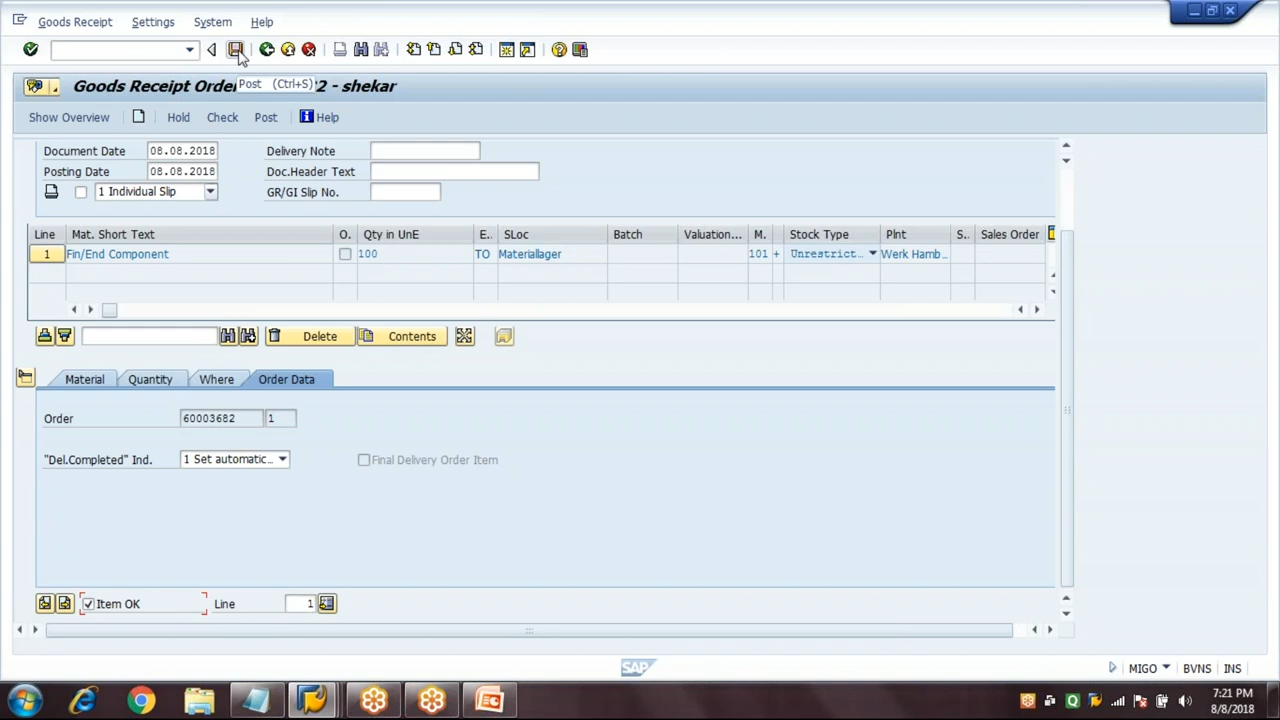 Goods Receipt Settings System Help
Post (Ctrl+S)
Goods Receipt Orde 2 - shekar
Show Overview Hold Check Post Help
Document Date 08.08.2018 Delivery Note
Posting Date 08.08.2018 Doc.Header Text
1 Individual Slip GR/GI Slip No.
Line Mat. Short Text O. Qty in UnE E.. SLoc Batch Valuation... M. Stock Type Plnt S.. Sales Order
1 Fin/End Component 100 TO Materiallager 101 + Unrestrict... Werk Hamb...
Delete Contents
Material Quantity Where Order Data
Order 60003682 1
"Del.Completed" Ind. 1 Set automatic... Final Delivery Order Item
Item OK Line 1
SAP
MIGO BVNS INS
7:21 PM
8/8/2018